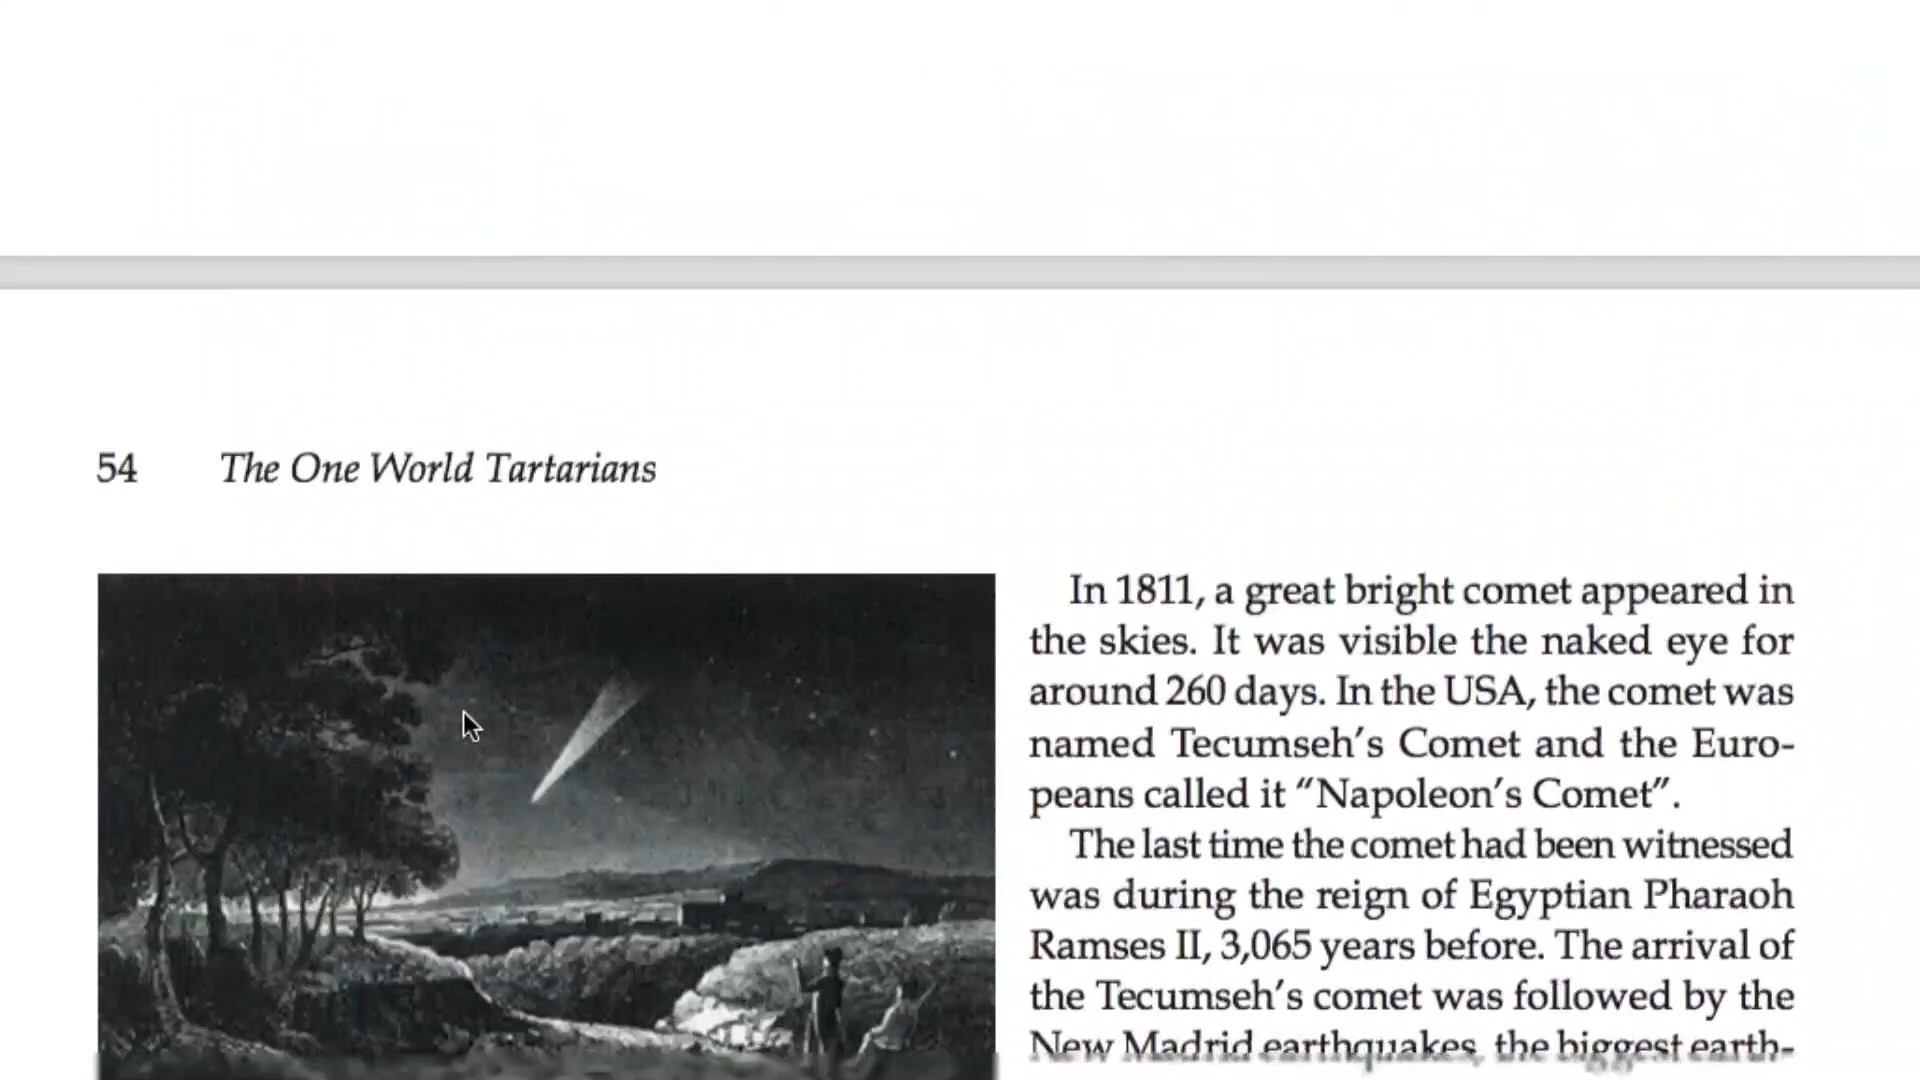 54 The One World Tartarians
In 1811, a great bright comet appeared in
the skies. It was visible the naked eye for
around 260 days. In the USA, the comet was
named Tecumseh's Comet and the Euro-
peans called it "Napoleon's Comet".
The last time the comet had been witnessed
was during the reign of Egyptian Pharaoh
Ramses II, 3,065 years before. The arrival of
the Tecumseh's comet was followed by the
New Madrid earthquakes, the biggest earth-